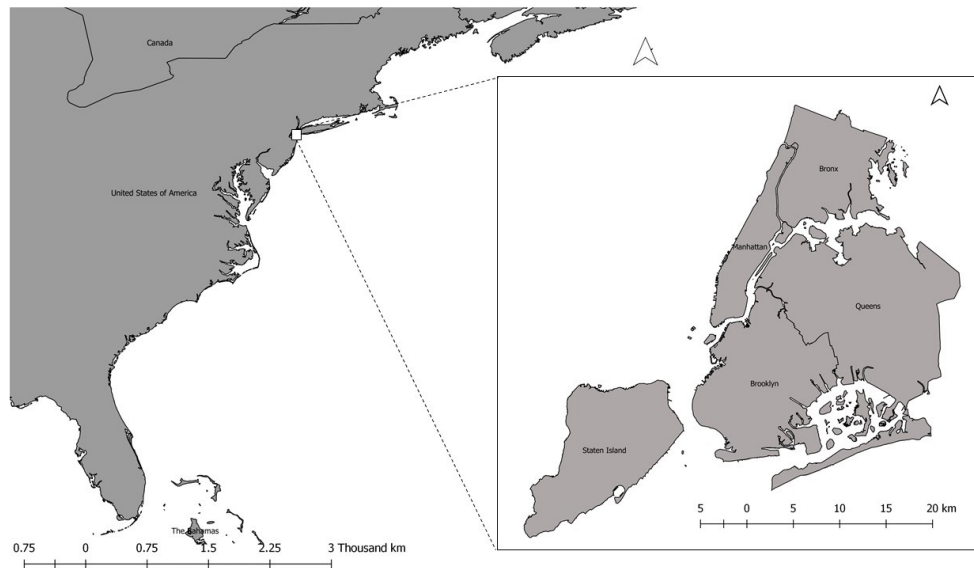 Canada
United States of America
The Bahamas
0.75 0 0.75 1.5 2.25 3 Thousand km
Bronx
Manhattan
Queens
Brooklyn
Staten Island
5 0 5 10 15 20 km